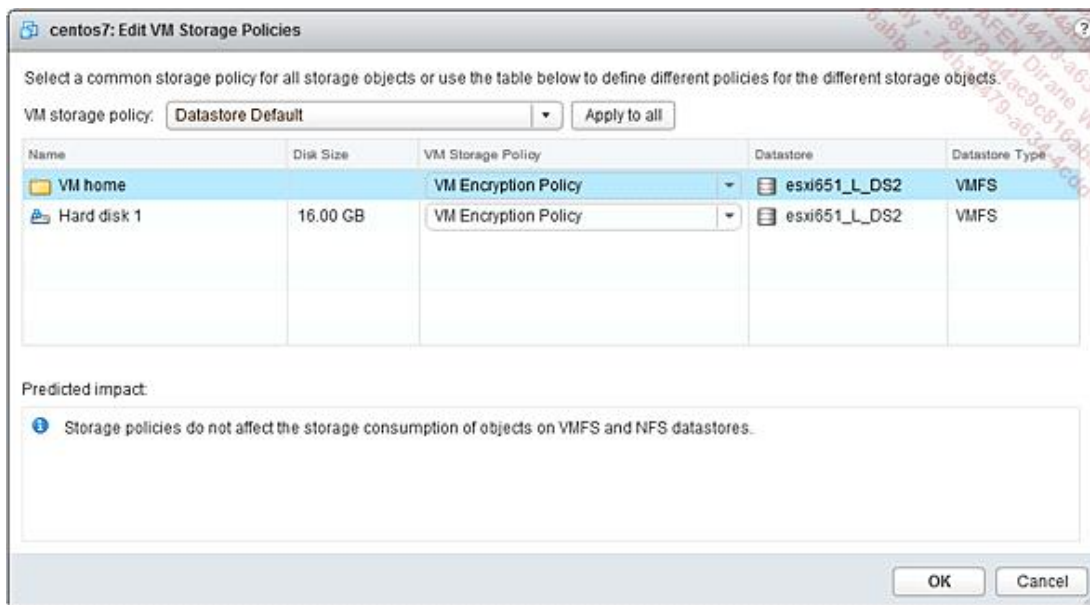 centos7: Edit VM Storage Policies
?
Select a common storage policy for all storage objects or use the table below to define different policies for the different storage objects.
VM storage policy: Datastore Default Apply to all
Name Disk Size VM Storage Policy Datastore Datastore Type
VM home VM Encryption Policy esxi651_L_DS2 VMFS
Hard disk 1 16.00 GB VM Encryption Policy esxi651_L_DS2 VMFS
Predicted impact:
Storage policies do not affect the storage consumption of objects on VMFS and NFS datastores.
OK Cancel